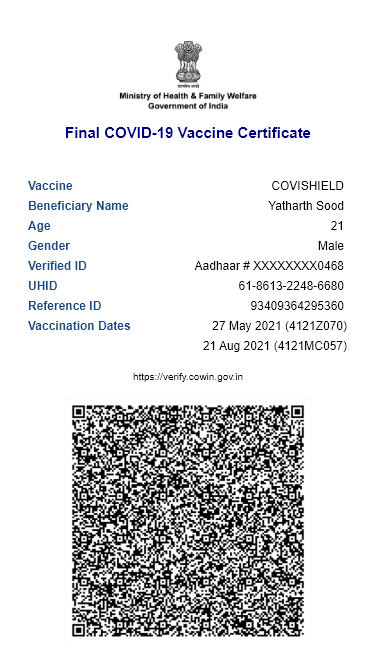 Ministry of Health & Family Welfare
Government of India
Final COVID-19 Vaccine Certificate
Vaccine COVISHIELD
Beneficiary Name Yatharth Sood
Age 21
Gender Male
Verified ID Aadhaar # XXXXXXXX0468
UHID 61-8613-2248-6680
Reference ID 93409364295360
Vaccination Dates 27 May 2021 (4121Z070)
21 Aug 2021 (4121MC057)
https://verify.cowin.gov.in